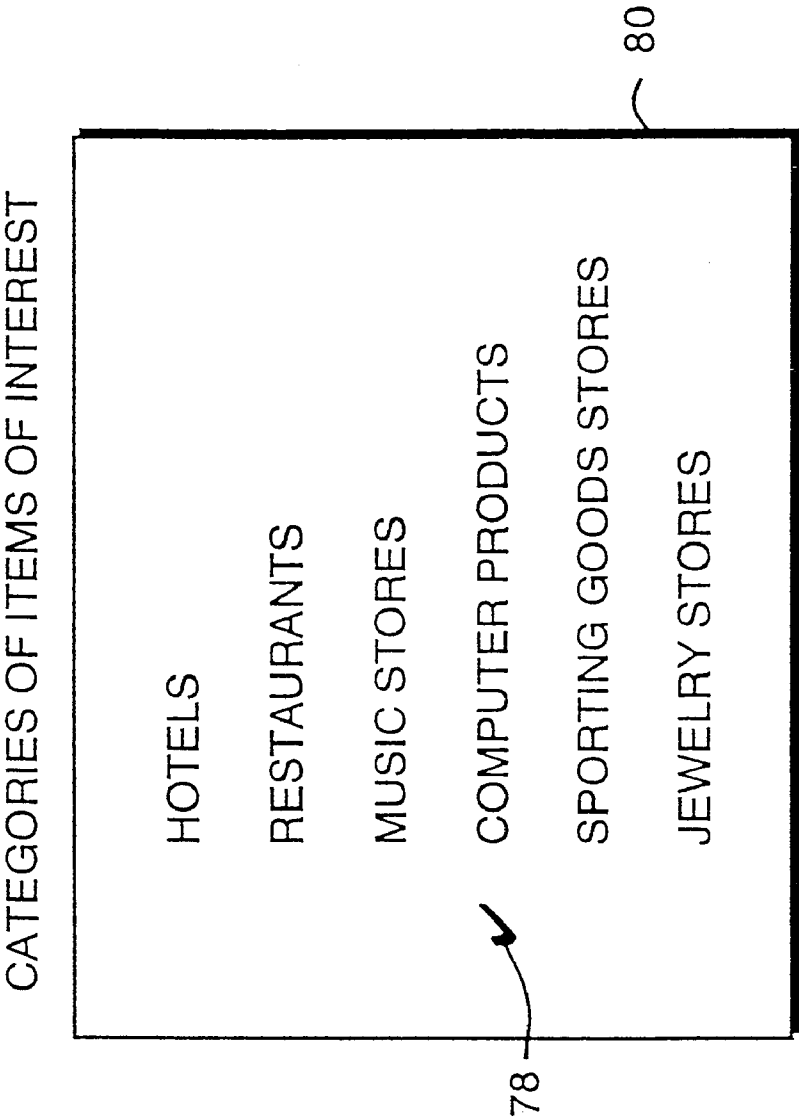 CATEGORIES OF ITEMS OF INTEREST
80
HOTELS
RESTAURANTS
MUSIC STORES
COMPUTER PRODUCTS
SPORTING GOODS STORES
JEWELRY STORES
78